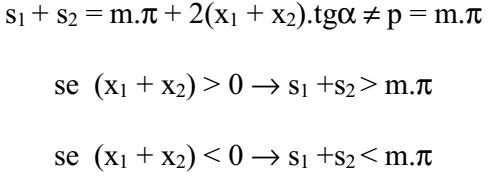 s₁ + s₂ = m.π + 2(x₁ + x₂).tgα ≠ p = m.π
se (x₁ + x₂) > 0 → s₁ +s₂ > m.π
se (x₁ + x₂) < 0 → s₁ +s₂ < m.π